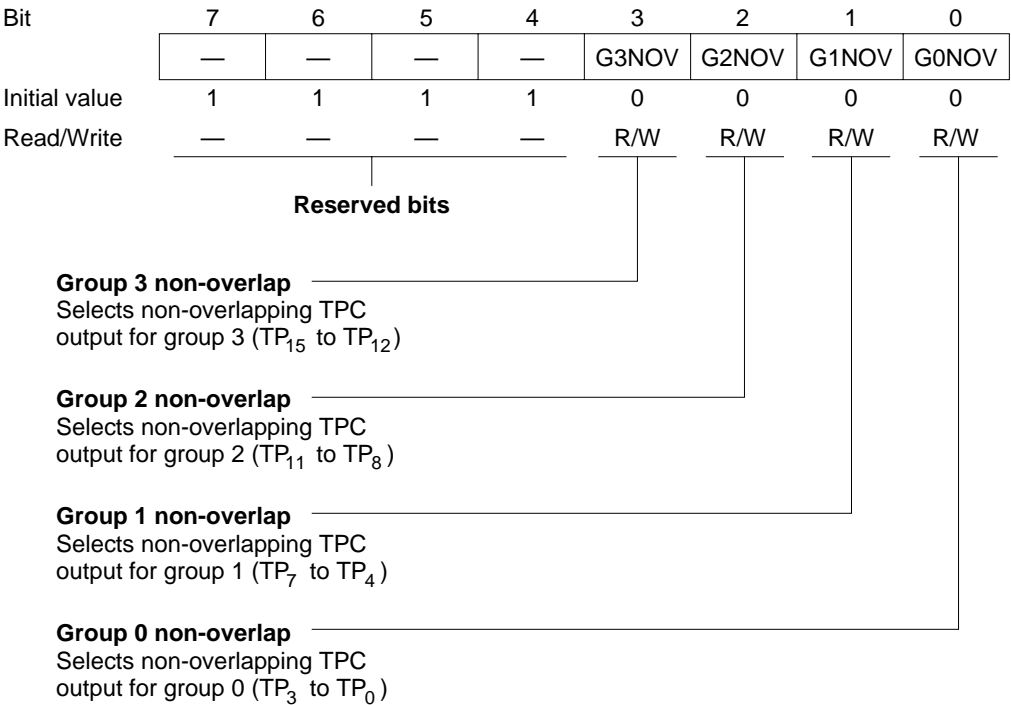 Bit 7 6 5 4 3 2 1 0
— — — — G3NOV G2NOV G1NOV G0NOV
Initial value 1 1 1 1 0 0 0 0
Read/Write — — — — R/W R/W R/W R/W
Reserved bits
Group 3 non-overlap
Selects non-overlapping TPC
output for group 3 (TP15 to TP12)
Group 2 non-overlap
Selects non-overlapping TPC
output for group 2 (TP11 to TP8)
Group 1 non-overlap
Selects non-overlapping TPC
output for group 1 (TP7 to TP4)
Group 0 non-overlap
Selects non-overlapping TPC
output for group 0 (TP3 to TP0)